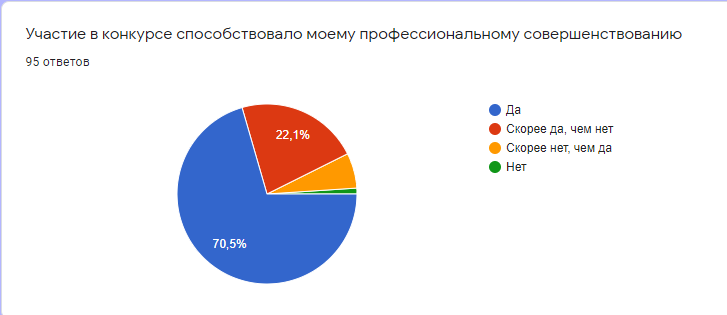 Участие в конкурсе способствовало моему профессиональному совершенствованию
95 ответов
22,1%
70,5%
Да
Скорее да, чем нет
Скорее нет, чем да
Нет